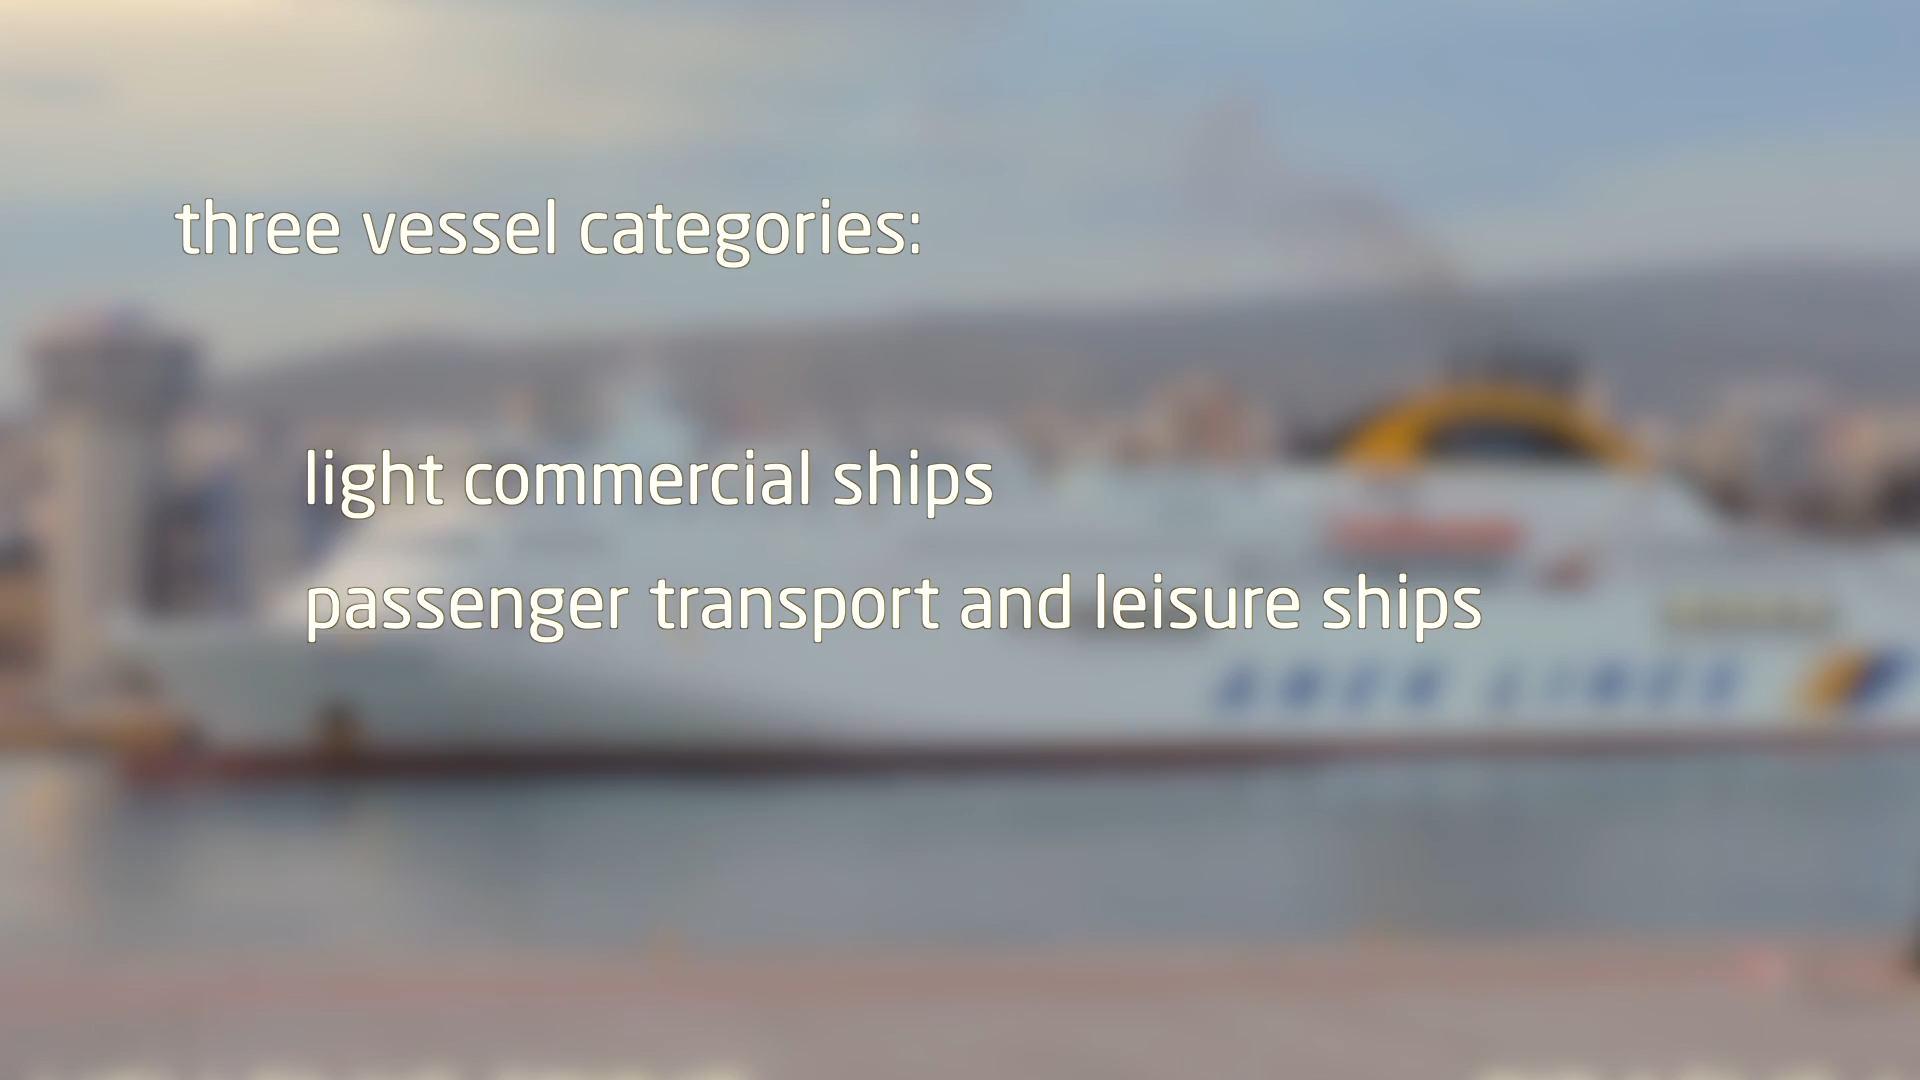 three vessel categories:
light commercial ships
passenger transport and leisure ships